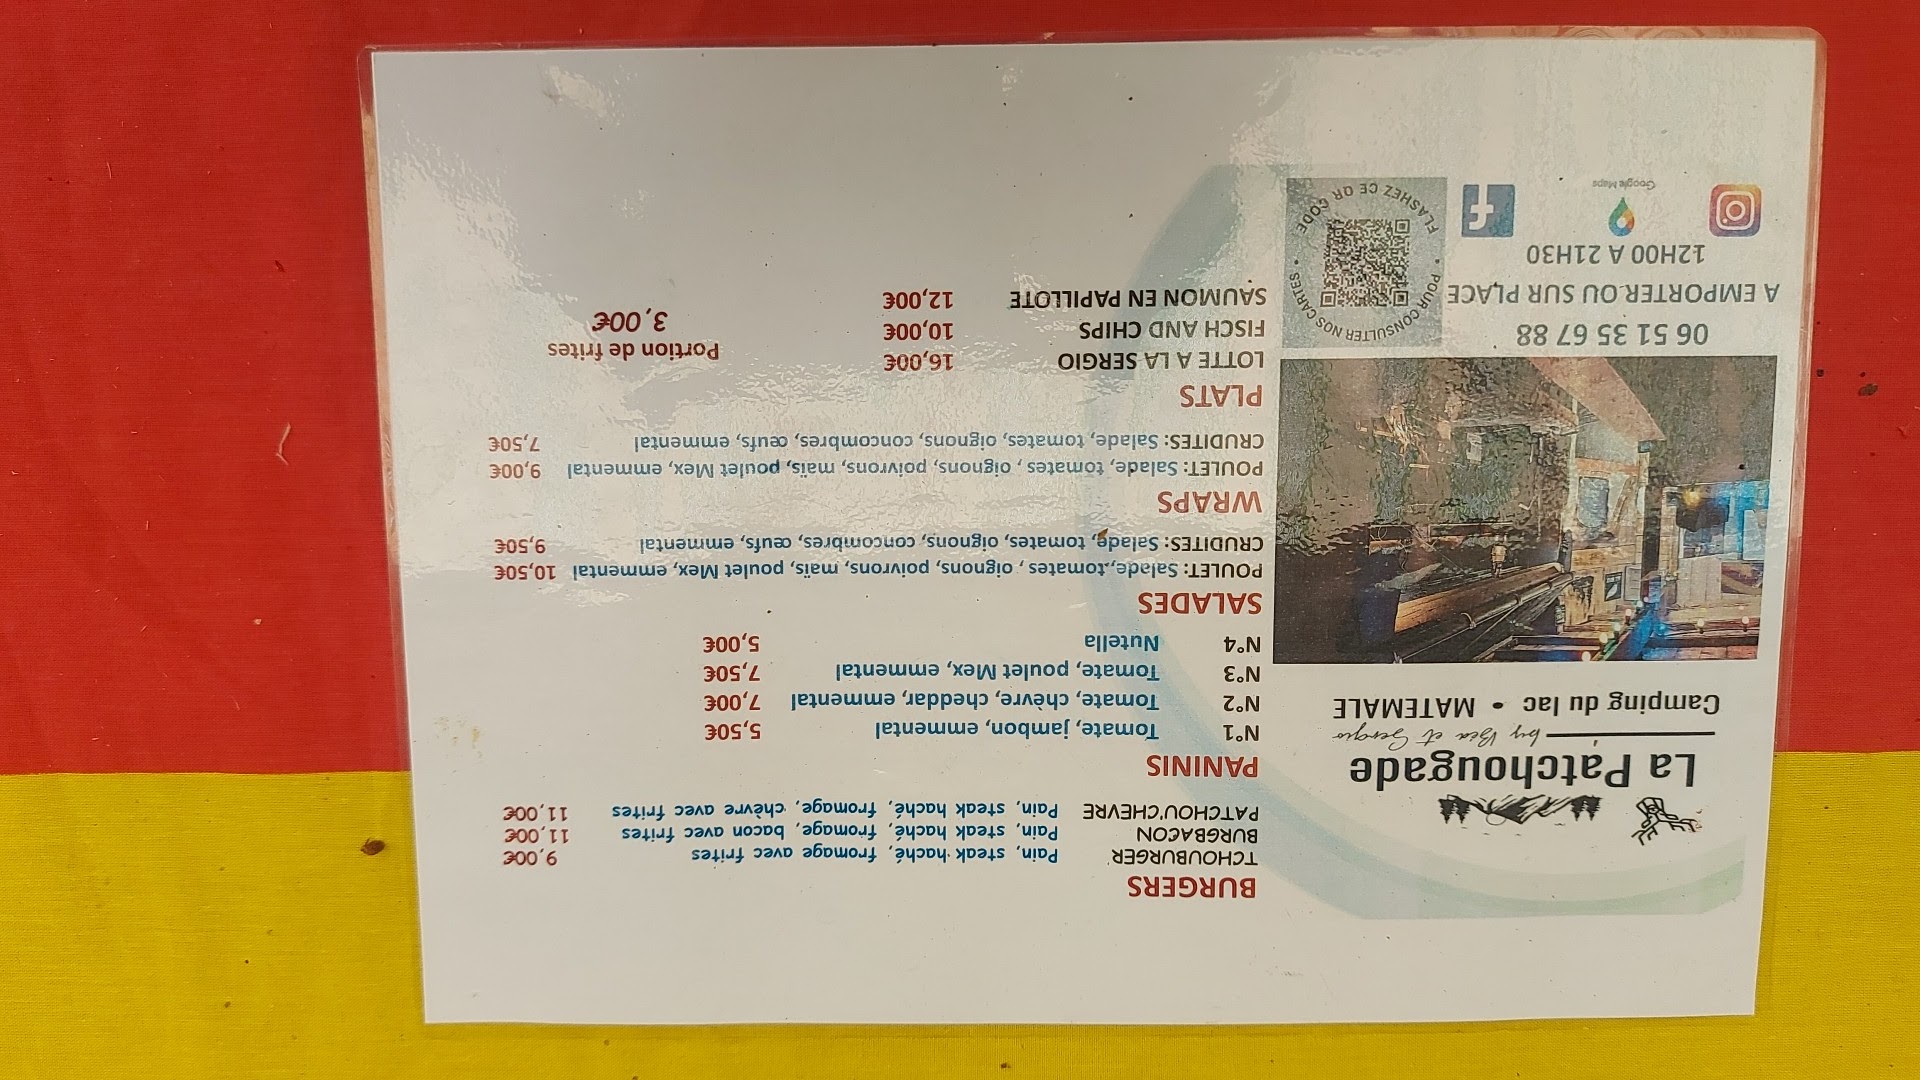 La Patchougade
by Béa et Sergio
Camping du lac • MATEMALE
06 51 35 67 88
A EMPORTER OU SUR PLACE
12H00 A 21H30
Google Maps
• POUR CONSULTER NOS CARTES • FLASHEZ CE QR CODE
BURGERS
TCHOUBURGER Pain, steak haché, fromage avec frites 9,00€
BURGBACON Pain, steak haché, fromage, bacon avec frites 11,00€
PATCHOU'CHEVRE Pain, steak haché, fromage, chèvre avec frites 11,00€
PANINIS
N°1 Tomate, jambon, emmental 5,50€
N°2 Tomate, chèvre, cheddar, emmental 7,00€
N°3 Tomate, poulet Mex, emmental 7,50€
N°4 Nutella 5,00€
SALADES
POULET: Salade,tomates , oignons, poivrons, maïs, poulet Mex, emmental 10,50€
CRUDITES: Salade, tomates, oignons, concombres, œufs, emmental 9,50€
WRAPS
POULET: Salade, tomates , oignons, poivrons, maïs, poulet Mex, emmental 9,00€
CRUDITES: Salade, tomates, oignons, concombres, œufs, emmental 7,50€
PLATS
LOTTE A LA SERGIO 16,00€
FISCH AND CHIPS 10,00€
SAUMON EN PAPILLOTE 12,00€
Portion de frites
3,00€